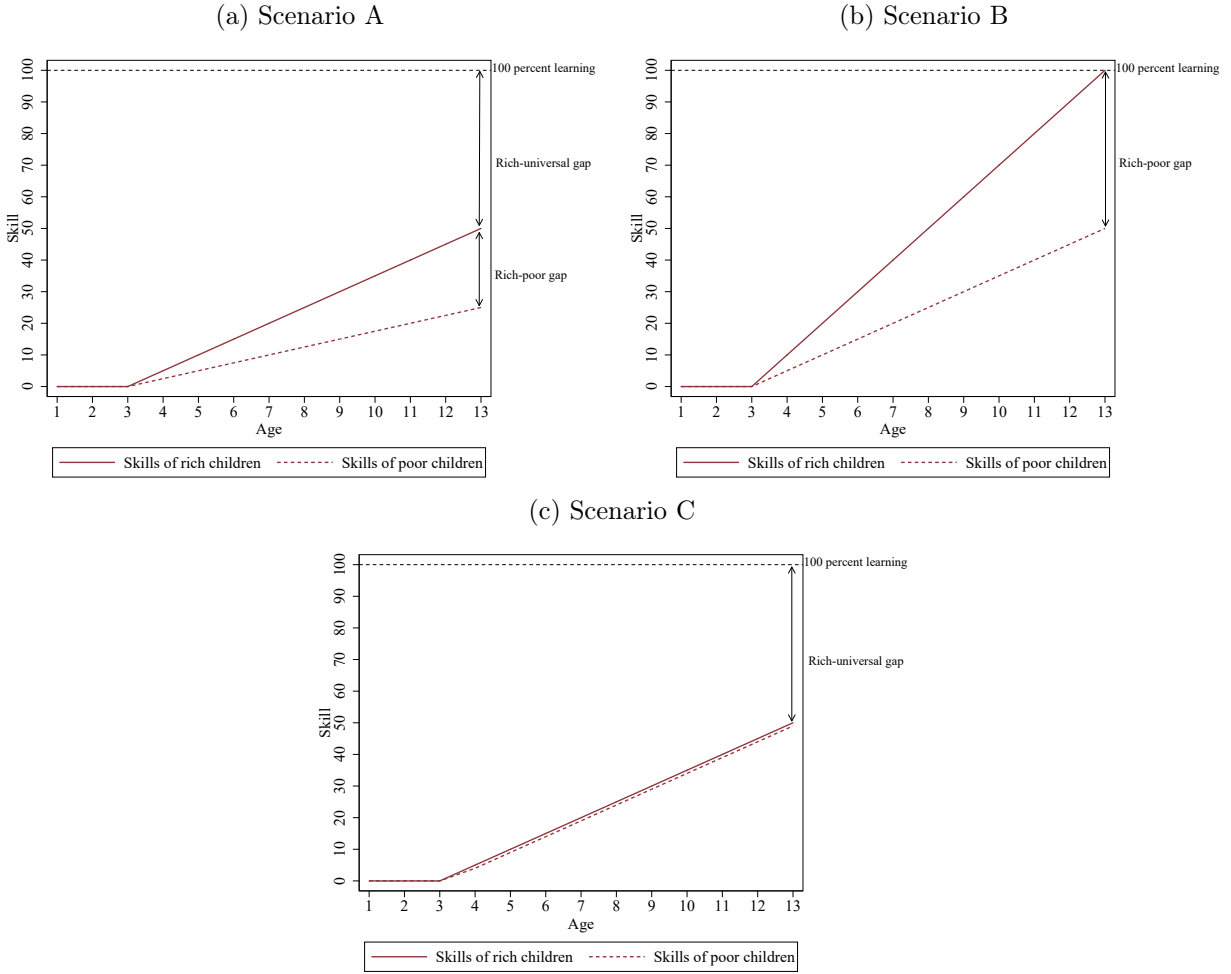 (a) Scenario A
100 percent learning
Rich-universal gap
Rich-poor gap
Skill
0 10 20 30 40 50 60 70 80 90 100
1 2 3 4 5 6 7 8 9 10 11 12 13
Age
Skills of rich children Skills of poor children
(b) Scenario B
100 percent learning
Rich-poor gap
Skill
0 10 20 30 40 50 60 70 80 90 100
1 2 3 4 5 6 7 8 9 10 11 12 13
Age
Skills of rich children Skills of poor children
(c) Scenario C
100 percent learning
Rich-universal gap
Skill
0 10 20 30 40 50 60 70 80 90 100
1 2 3 4 5 6 7 8 9 10 11 12 13
Age
Skills of rich children Skills of poor children